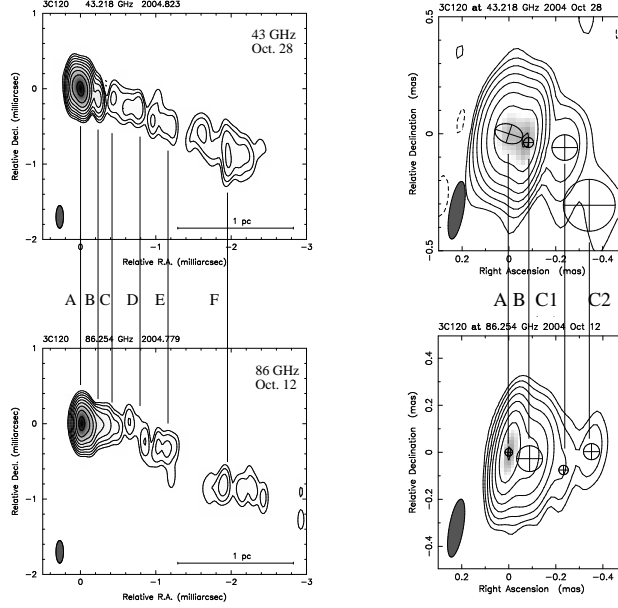 3C120 43.218 GHz 2004.823
43 GHz
Oct. 28
1
0
-1
-2
Relative Decl. (milliarcsec)
1 pc
0
-1
-2
-3
Relative R.A. (milliarcsec)
A B C D E F
3C120 86.254 GHz 2004.779
86 GHz
Oct. 12
1
0
-1
-2
Relative Decl. (milliarcsec)
1 pc
0
-1
-2
-3
Relative R.A. (milliarcsec)
3C120 at 43.218 GHz 2004 Oct 28
0.5
0
-0.5
Relative Declination (mas)
0.2
0
-0.2
-0.4
Right Ascension (mas)
A B C1 C2
3C120 at 86.254 GHz 2004 Oct 12
0.4
0.2
0
-0.2
-0.4
Relative Declination (mas)
0.2
0
-0.2
-0.4
Right Ascension (mas)